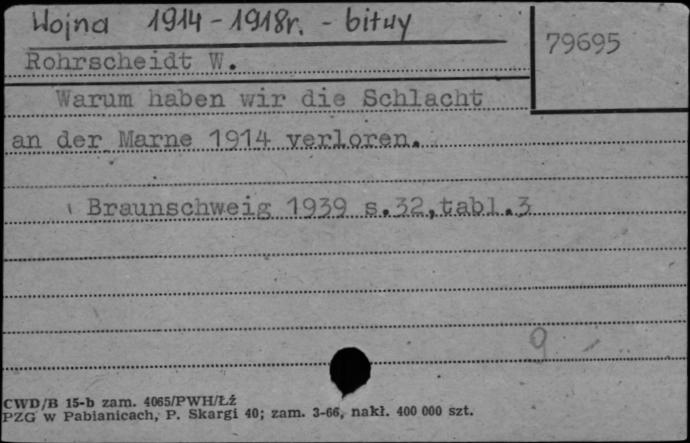 Wojna 1914-1918r. - bitwy
79695
Rohrscheidt W.
Warum haben wir die Schlacht
an der Marne 1914 verloren.
Braunschweig 1939 s.32,tabl.3
9
CWD/B 15-b zam. 4065/PWH/Łź
PZG w Pabianicach, P. Skargi 40; zam. 3-66, nakł. 400 000 szt.